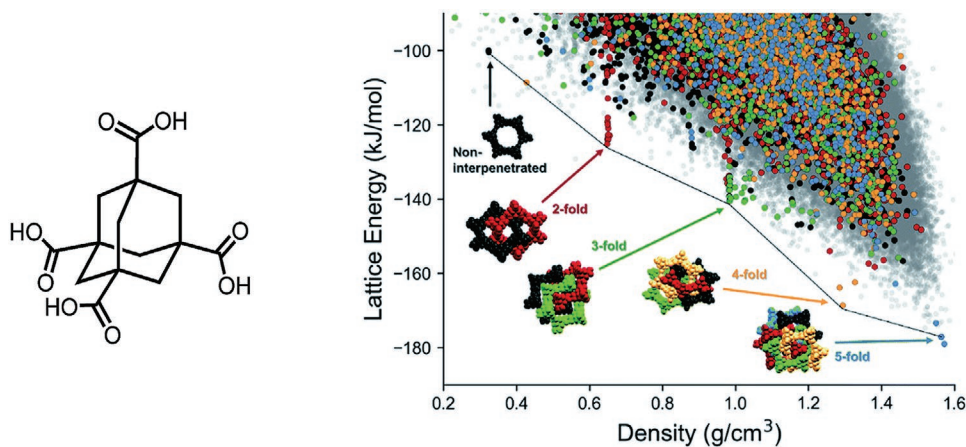 O
OH
HO
O
O
OH
HO
O
Lattice Energy (kJ/mol)
−100
−120
−140
−160
−180
Non-
interpenetrated
2-fold
3-fold
4-fold
5-fold
0.2
0.4
0.6
0.8
1.0
1.2
1.4
1.6
Density (g/cm³)